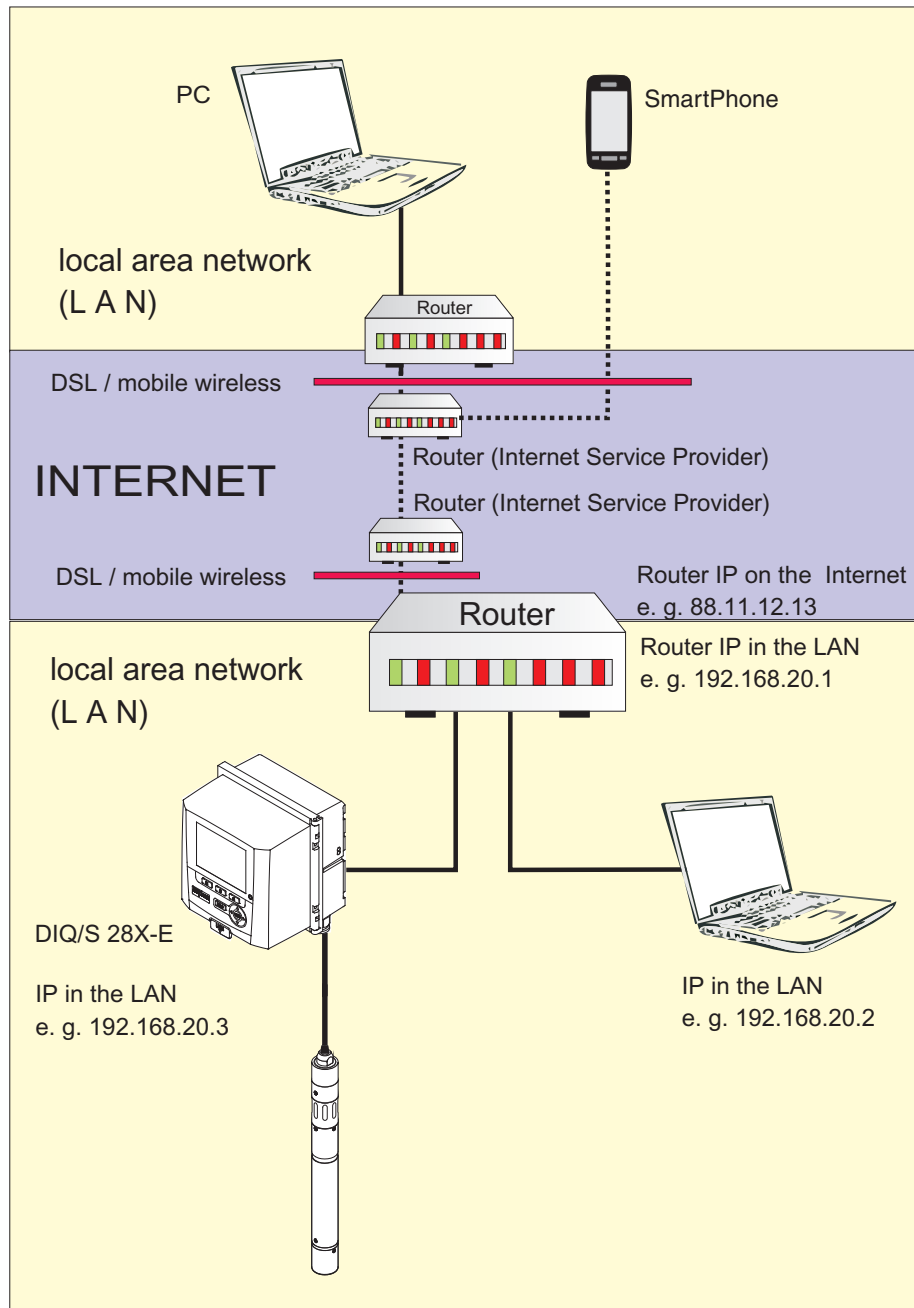 PC
SmartPhone
local area network
(L A N)
Router
DSL / mobile wireless
Router (Internet Service Provider)
INTERNET
Router (Internet Service Provider)
DSL / mobile wireless
Router IP on the Internet
e. g. 88.11.12.13
Router
Router IP in the LAN
e. g. 192.168.20.1
local area network
(L A N)
DIQ/S 28X-E
IP in the LAN
e. g. 192.168.20.3
IP in the LAN
e. g. 192.168.20.2